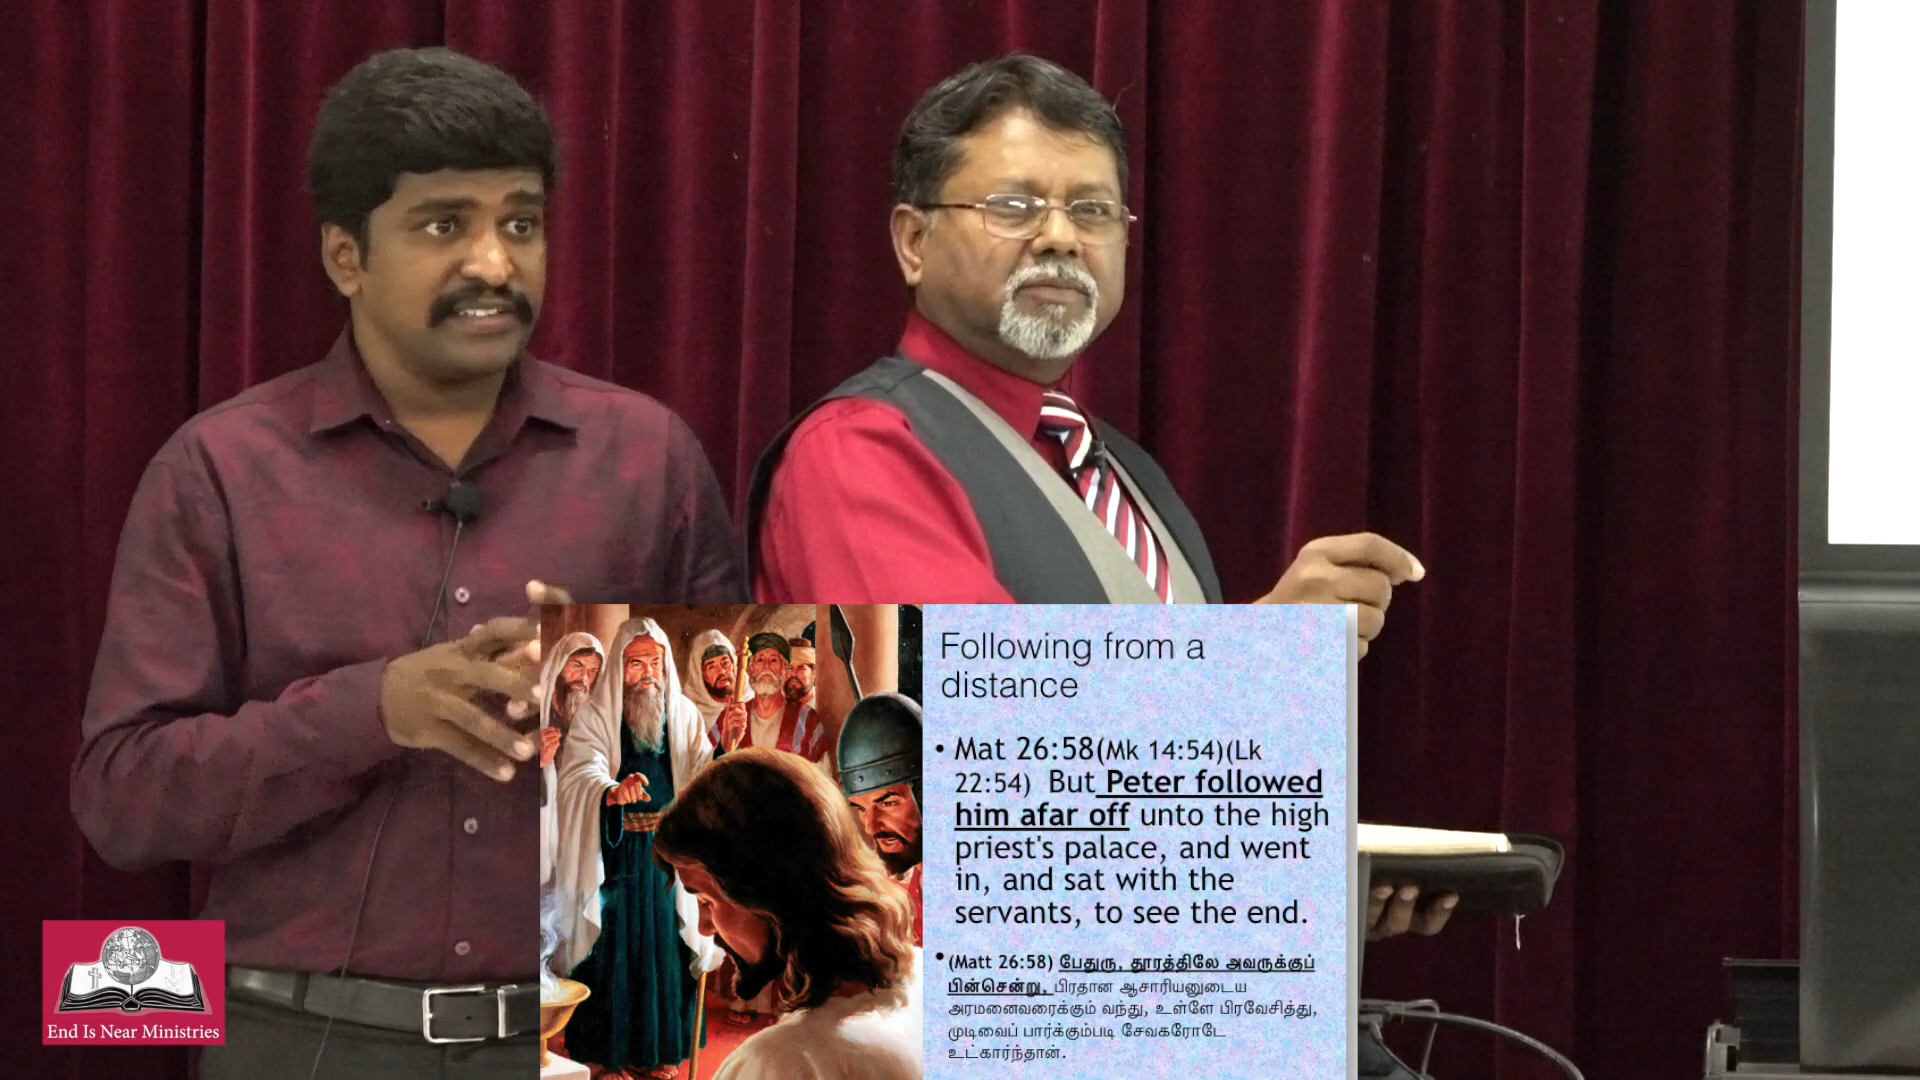 Following from a
distance
• Mat 26:58(Mk 14:54)(Lk
22:54) But Peter followed
him afar off unto the high
priest's palace, and went
in, and sat with the
servants, to see the end.
• (Matt 26:58) பேதுரு, தூரத்திலே அவருக்குப்
பின்சென்று, பிரதான ஆசாரியனுடைய
அரமனைவரைக்கும் வந்து, உள்ளே பிரவேசித்து,
முடிவைப் பார்க்கும்படி சேவகரோடே
உட்கார்ந்தான்.
End Is Near Ministries